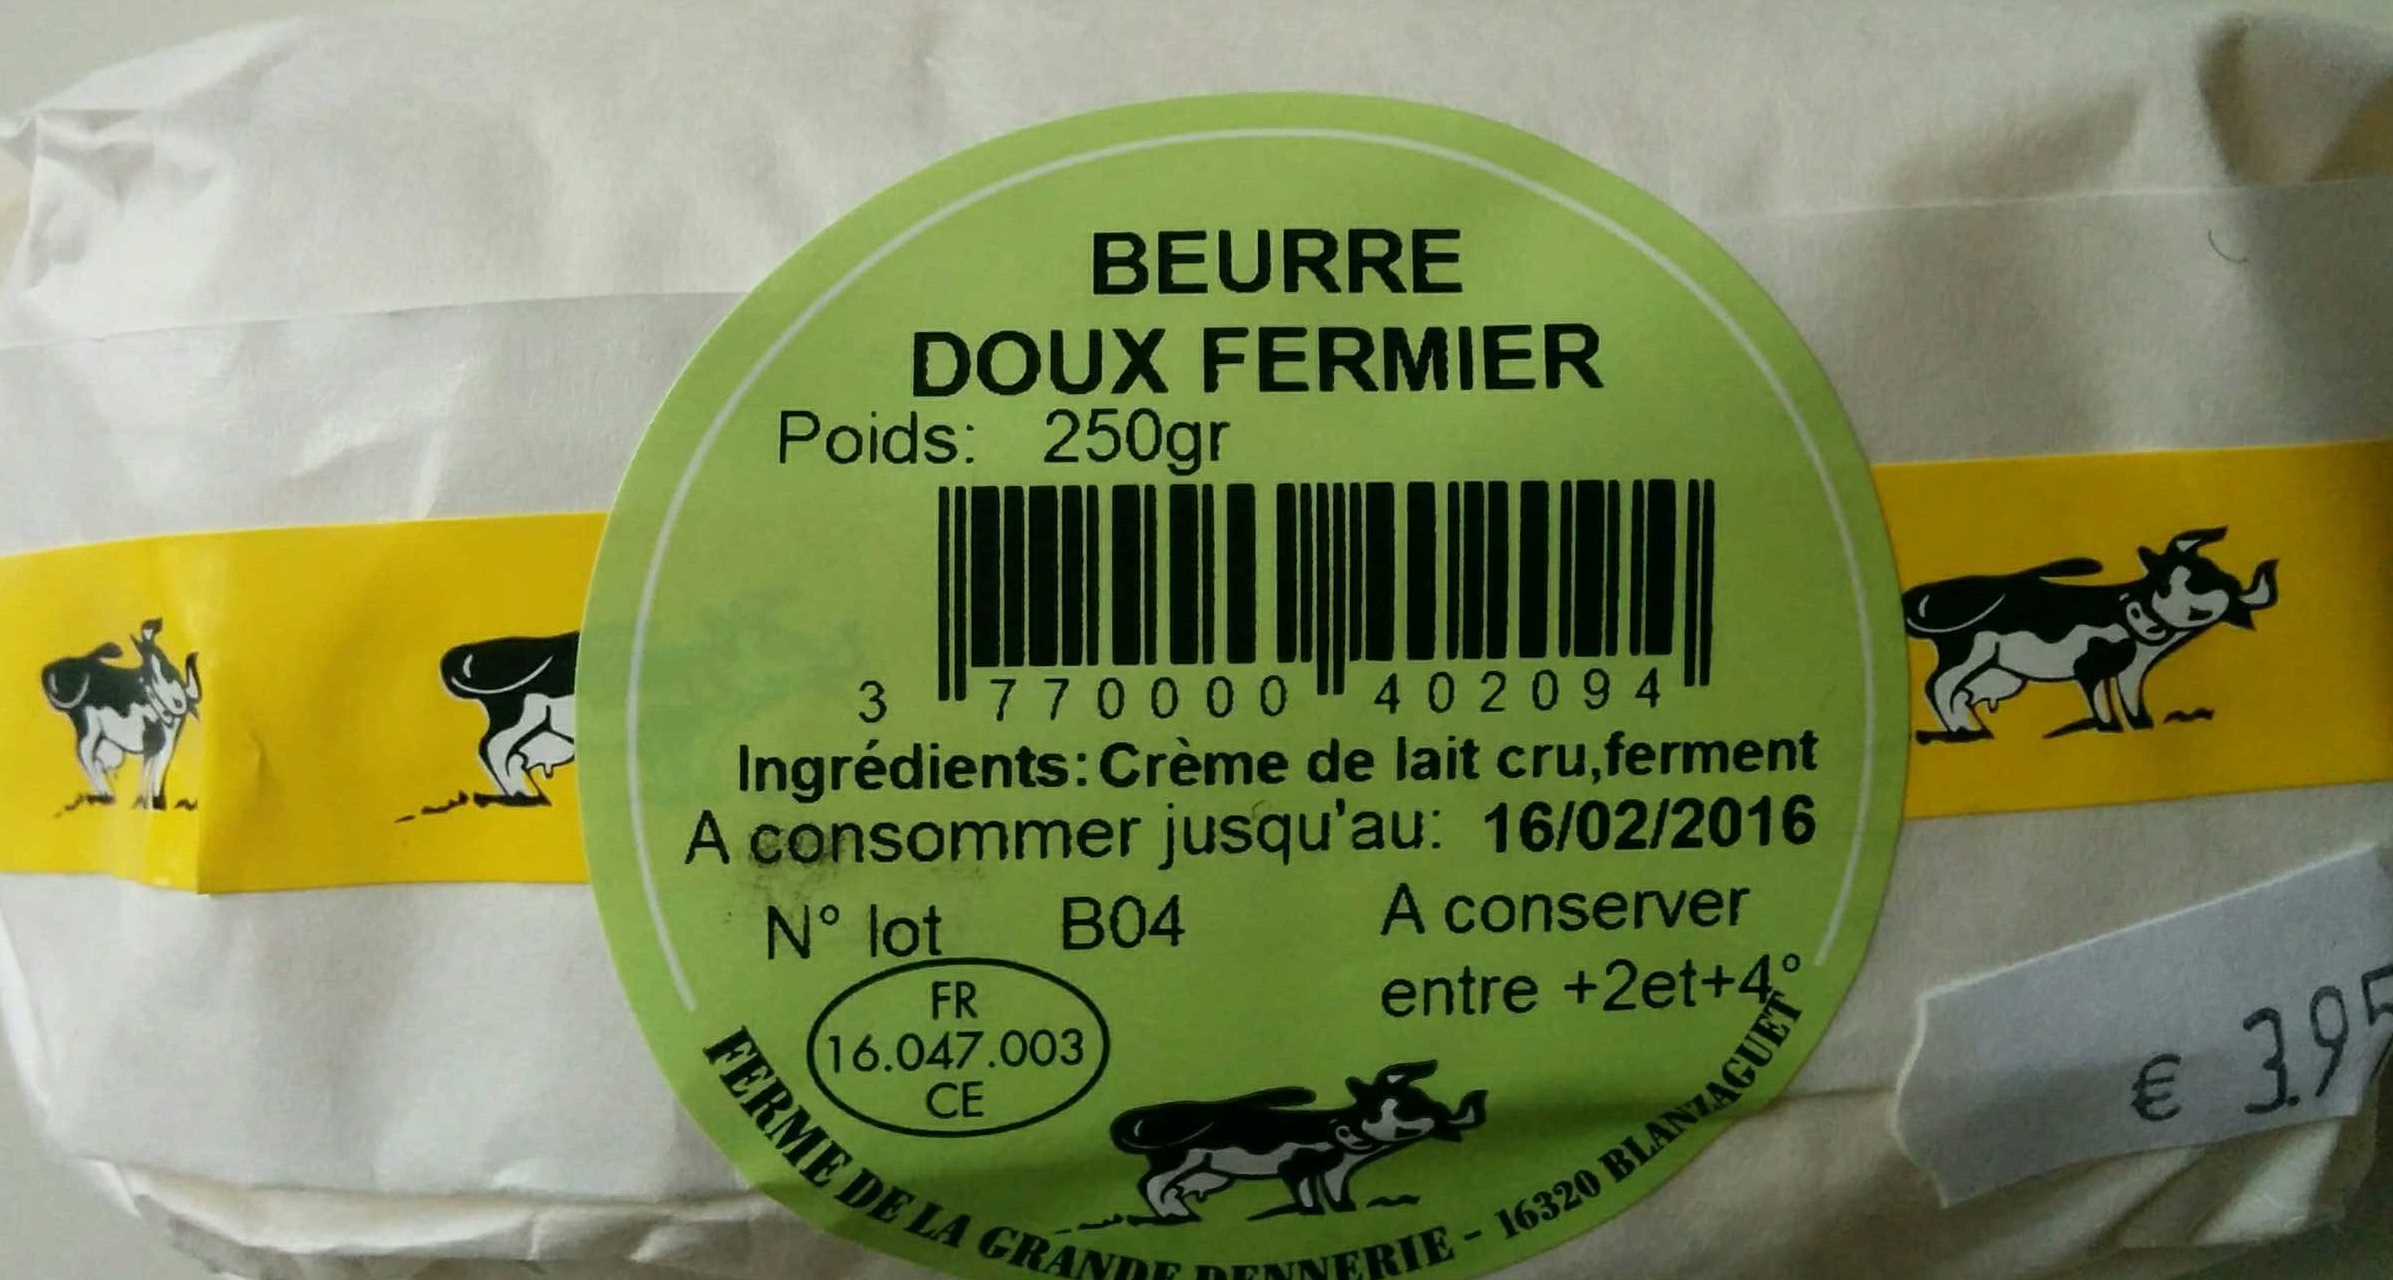 BEURRE
DOUX FERMIER
Poids: 250gr
3 770000 402094
Ingrédients: Crème de lait cru,ferment
A consommer jusqu'au: 16/02/2016
N° lot B04
A conserver
entre +2et+4°
FR
16.047.003
CE
FERME DE LA GRANDE - 16320 BLANZAGUET
€ 3.95